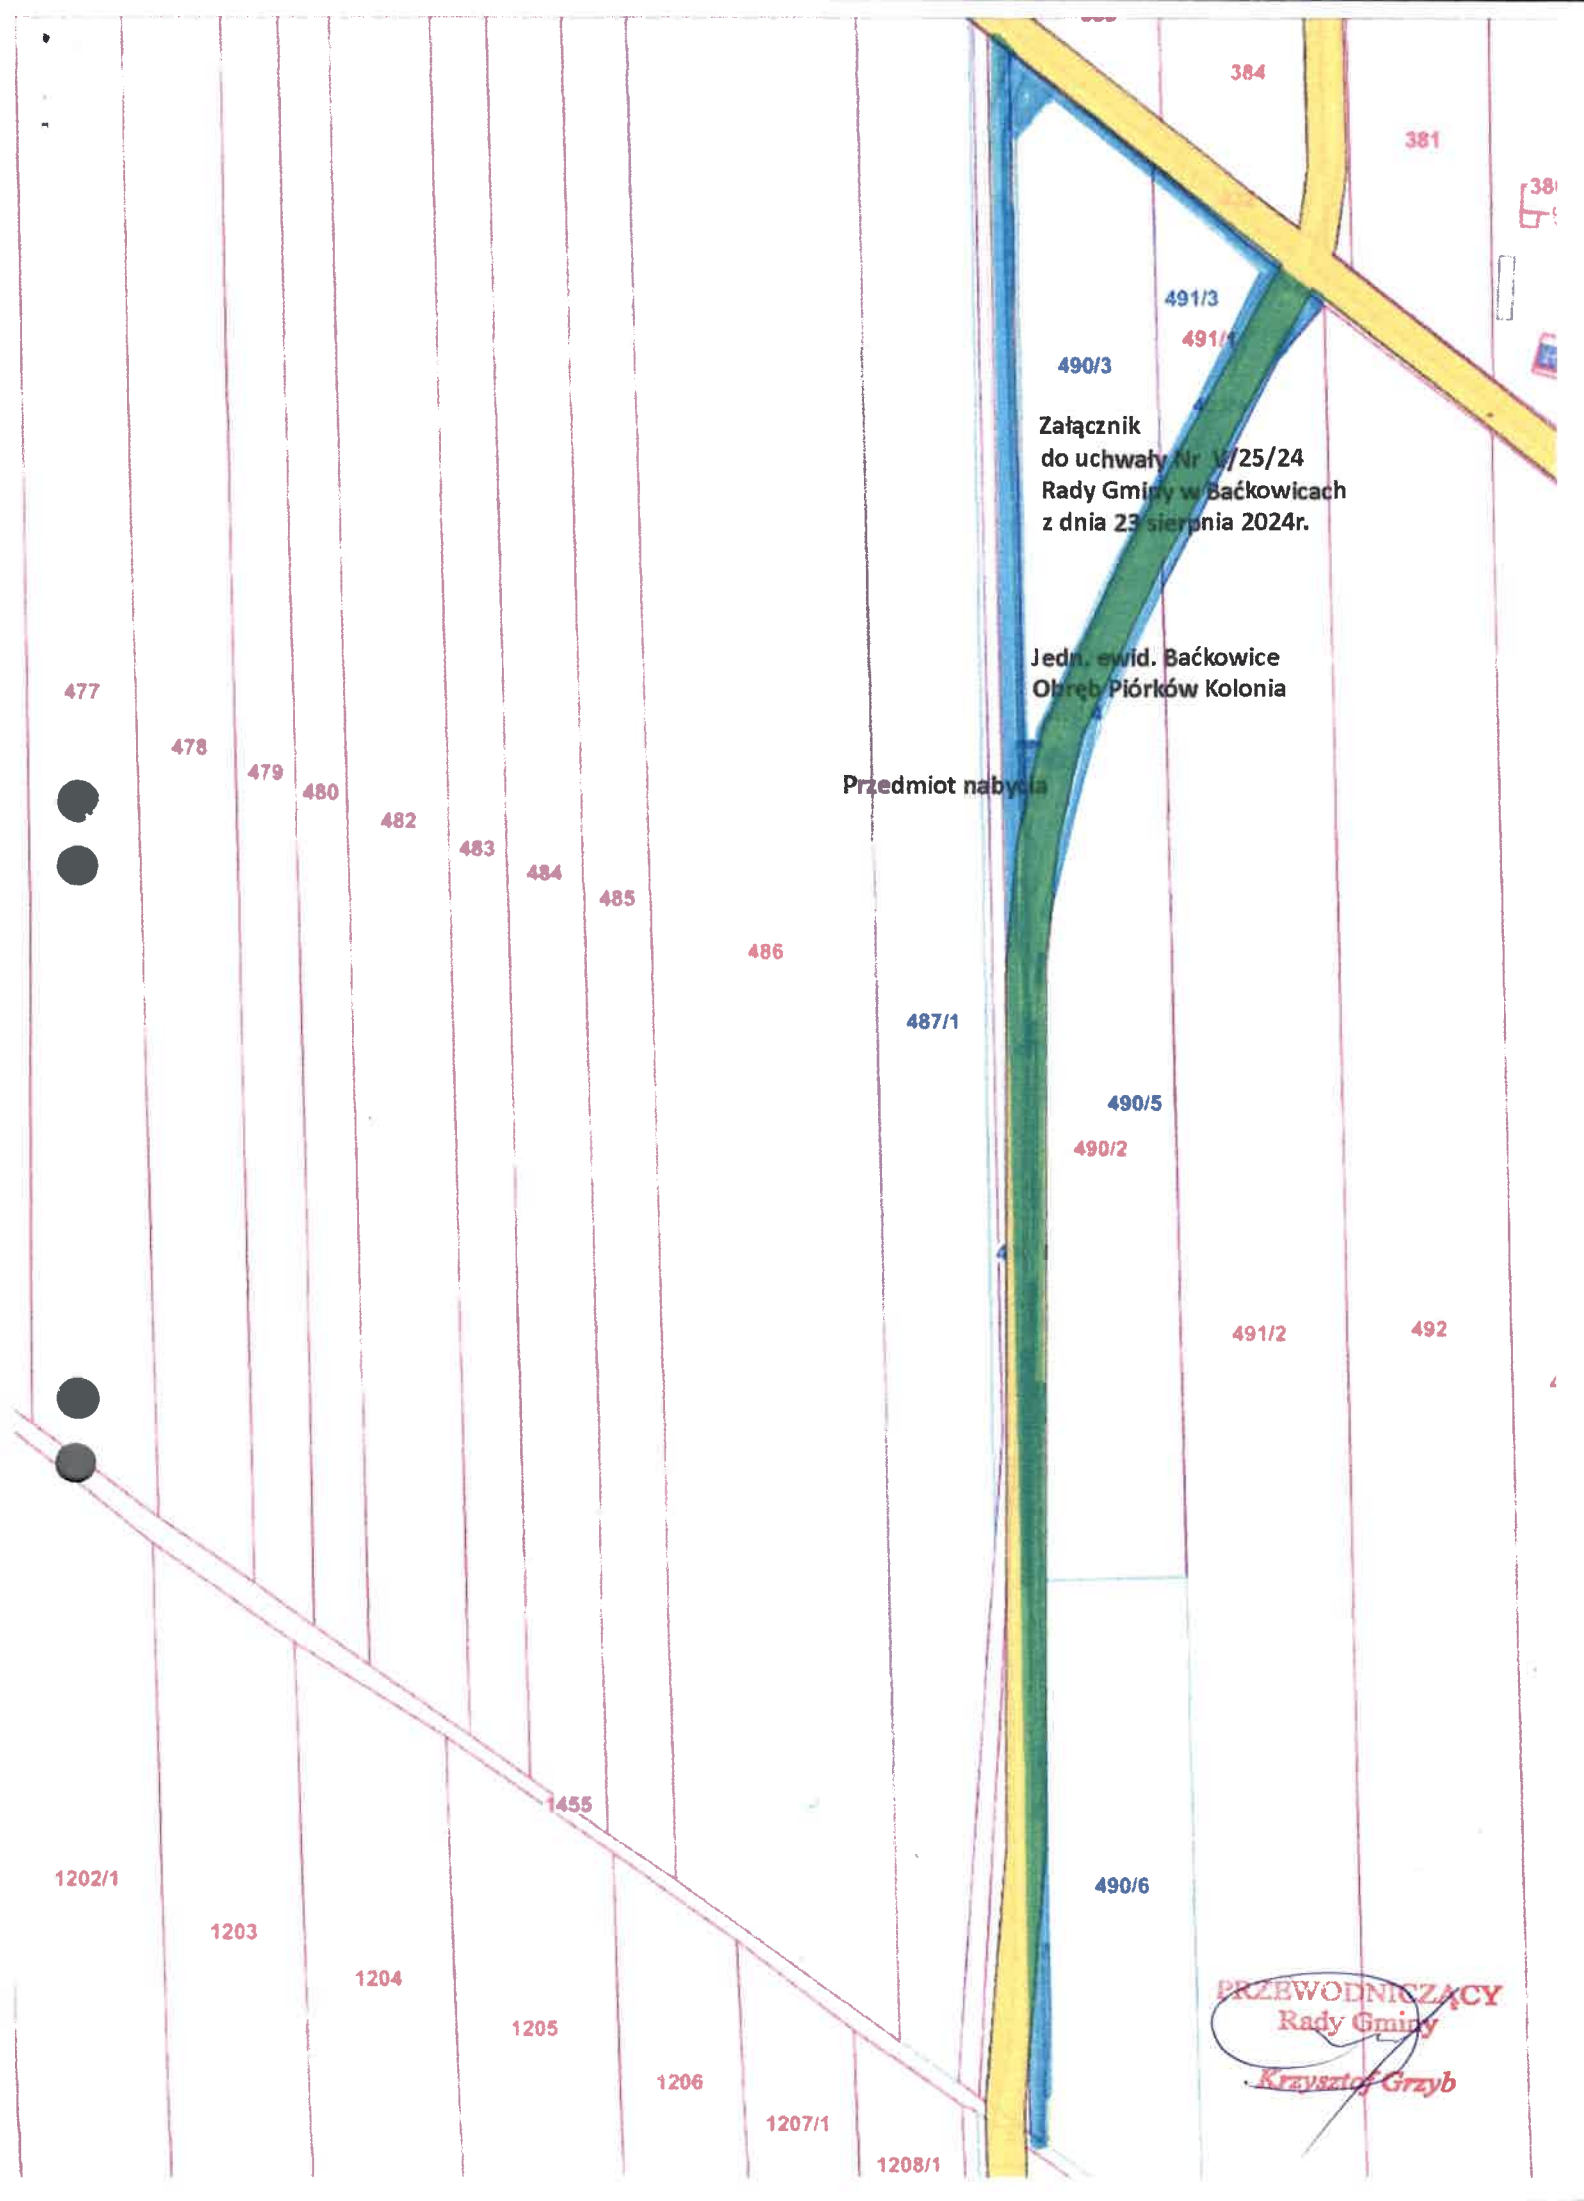 384
381
491/3
491/1
490/3
Załącznik
do uchwały Nr V/25/24
Rady Gminy w Baćkowicach
z dnia 23 sierpnia 2024r.
Jedn. ewid. Baćkowice
Obręb Piórków Kolonia
477
478
479
480
Przedmiot nabycia
482
483
484
485
486
487/1
490/5
490/2
491/2
492
1455
1202/1
490/6
1203
1204
1205
1206
1207/1
1208/1
PRZEWODNICZĄCY
Rady Gminy
Krzysztof Grzyb